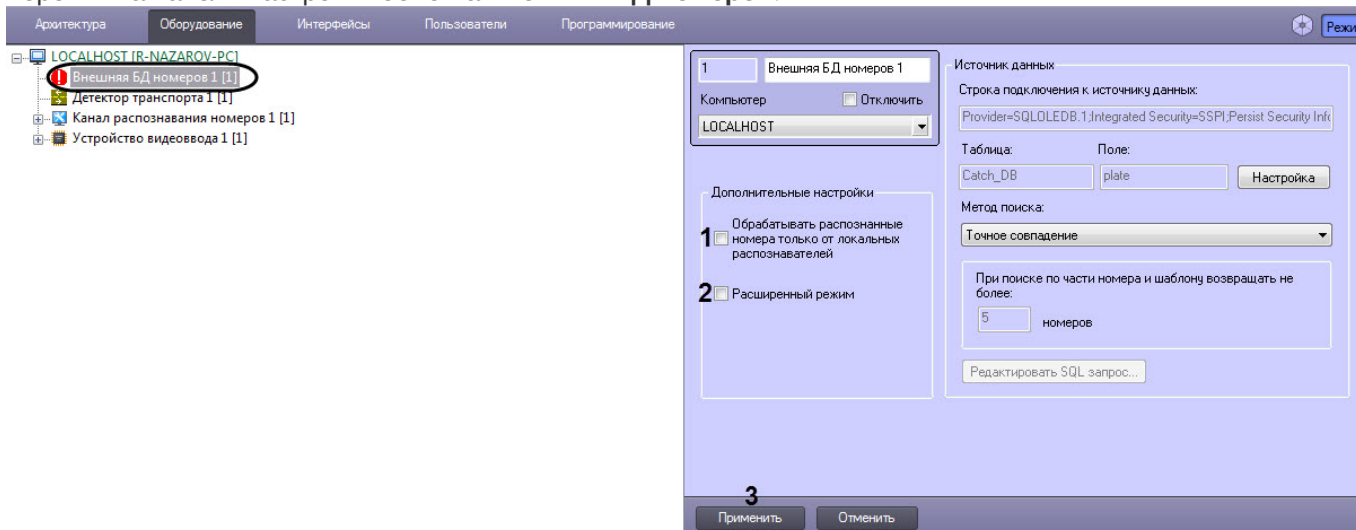 Архитектура Оборудование Интерфейсы Пользователи Программирование
LOCALHOST [R-NAZAROV-PC]
Внешняя БД номеров 1 [1]
Детектор транспорта 1 [1]
Канал распознавания номеров 1 [1]
Устройство видеоввода 1 [1]
1 Внешняя БД номеров 1
Компьютер Отключить
LOCALHOST
Дополнительные настройки
1 Обрабатывать распознанные
номера только от локальных
распознавателей
2 Расширенный режим
Источник данных
Строка подключения к источнику данных:
Provider=SQLOLEDB.1;Integrated Security=SSPI;Persist Security Inf
Таблица: Поле:
Catch_DB plate Настройка
Метод поиска:
Точное совпадение
При поиске по части номера и шаблону возвращать не
более:
5 номеров
Редактировать SQL запрос...
3
Применить Отменить